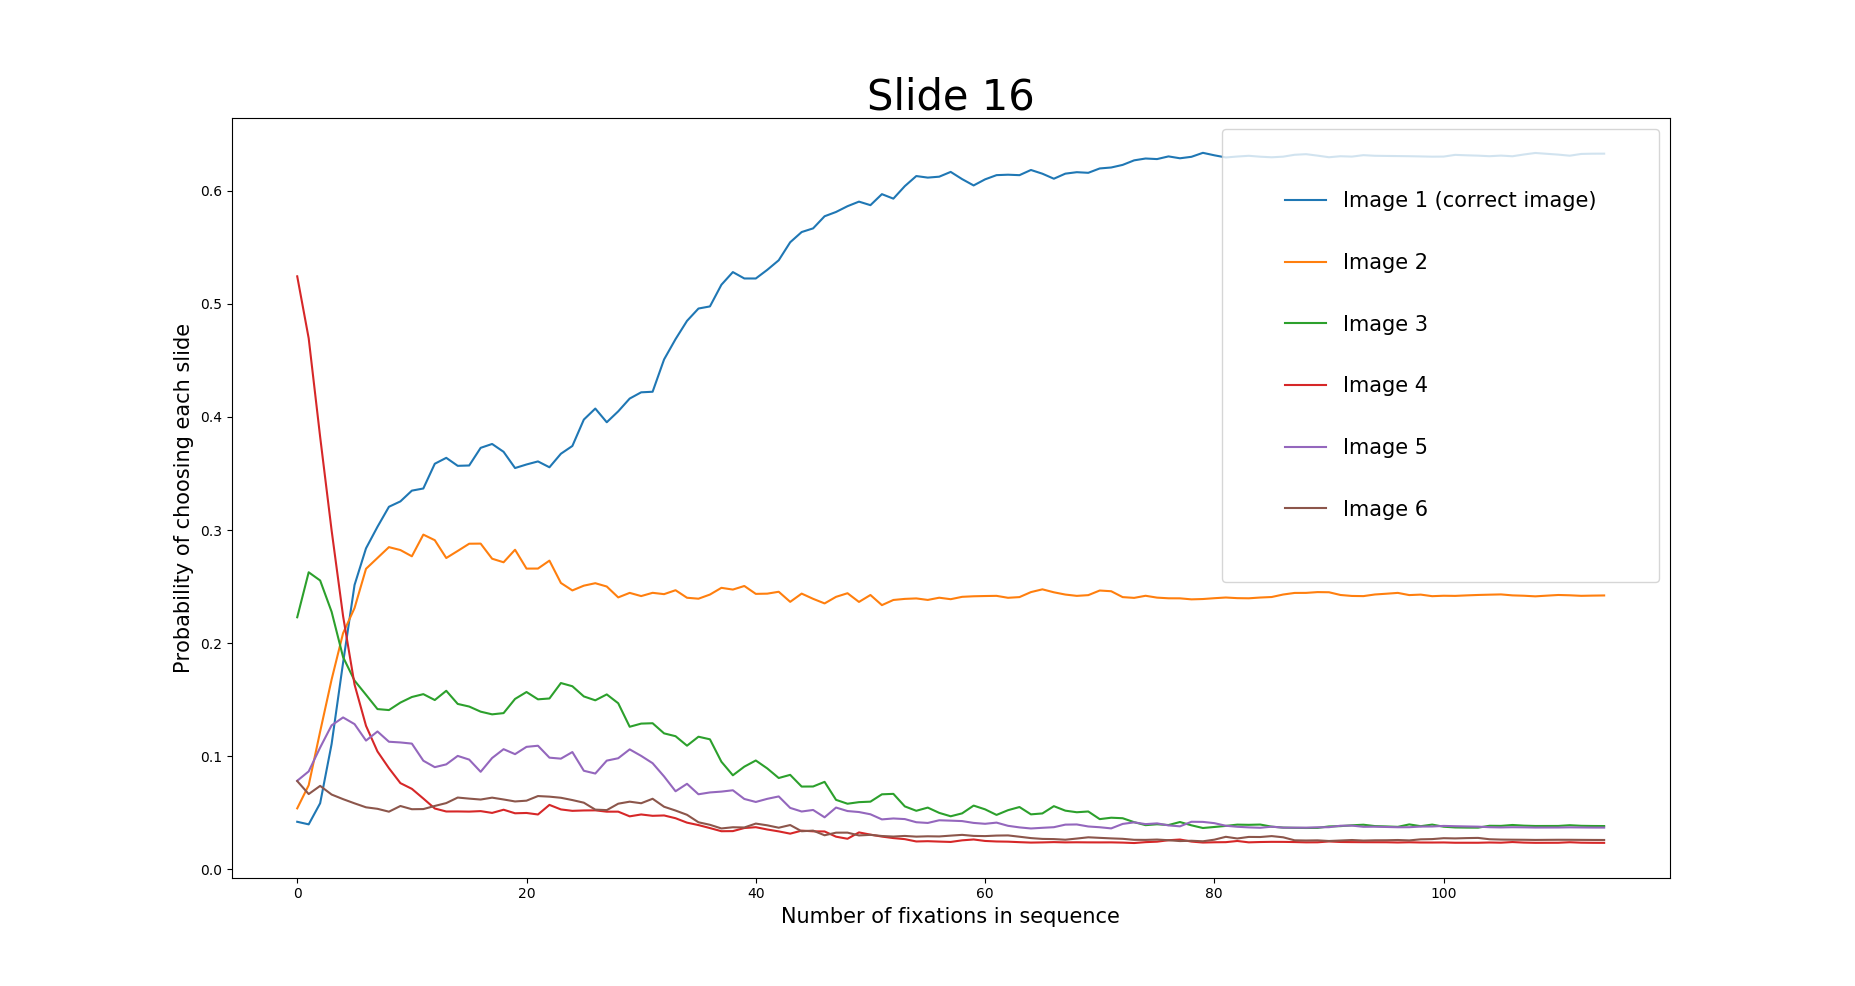 Slide 16
Probability of choosing each slide
0.6
0.5
0.4
0.3
0.2
0.1
0.0
0 20 40 60 80 100
Number of fixations in sequence
Image 1 (correct image)
Image 2
Image 3
Image 4
Image 5
Image 6